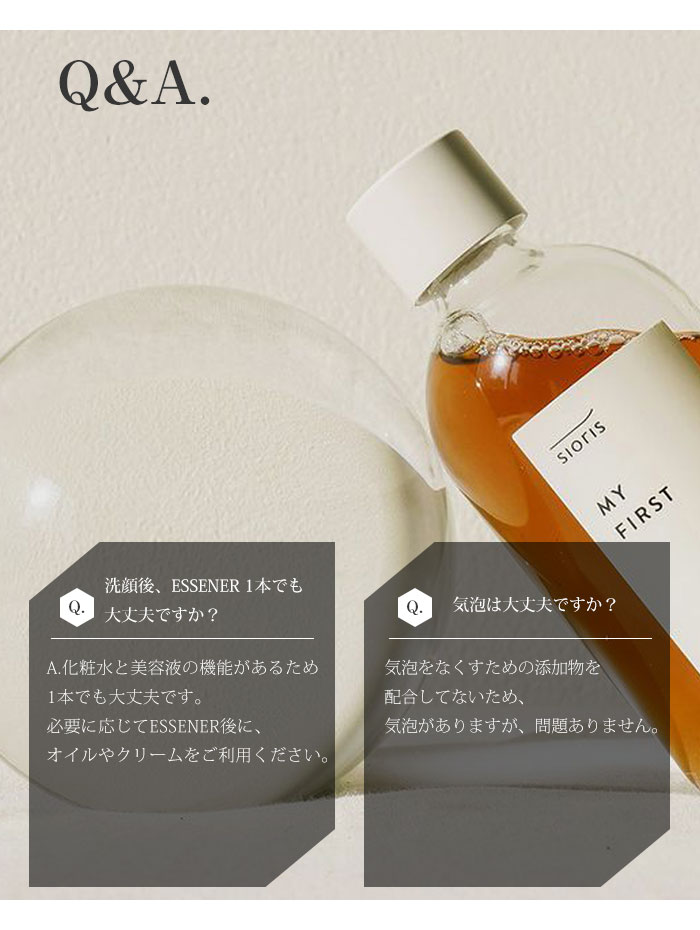 Q&A.
sioris
MY
FIRST
Q.
洗顔後、ESSENER 1本でも
大丈夫ですか？
A.化粧水と美容液の機能があるため
1本でも大丈夫です。
必要に応じてESSENER後に、
オイルやクリームをご利用ください。
Q.
気泡は大丈夫ですか？
気泡をなくすための添加物を
配合してないため、
気泡がありますが、問題ありません。